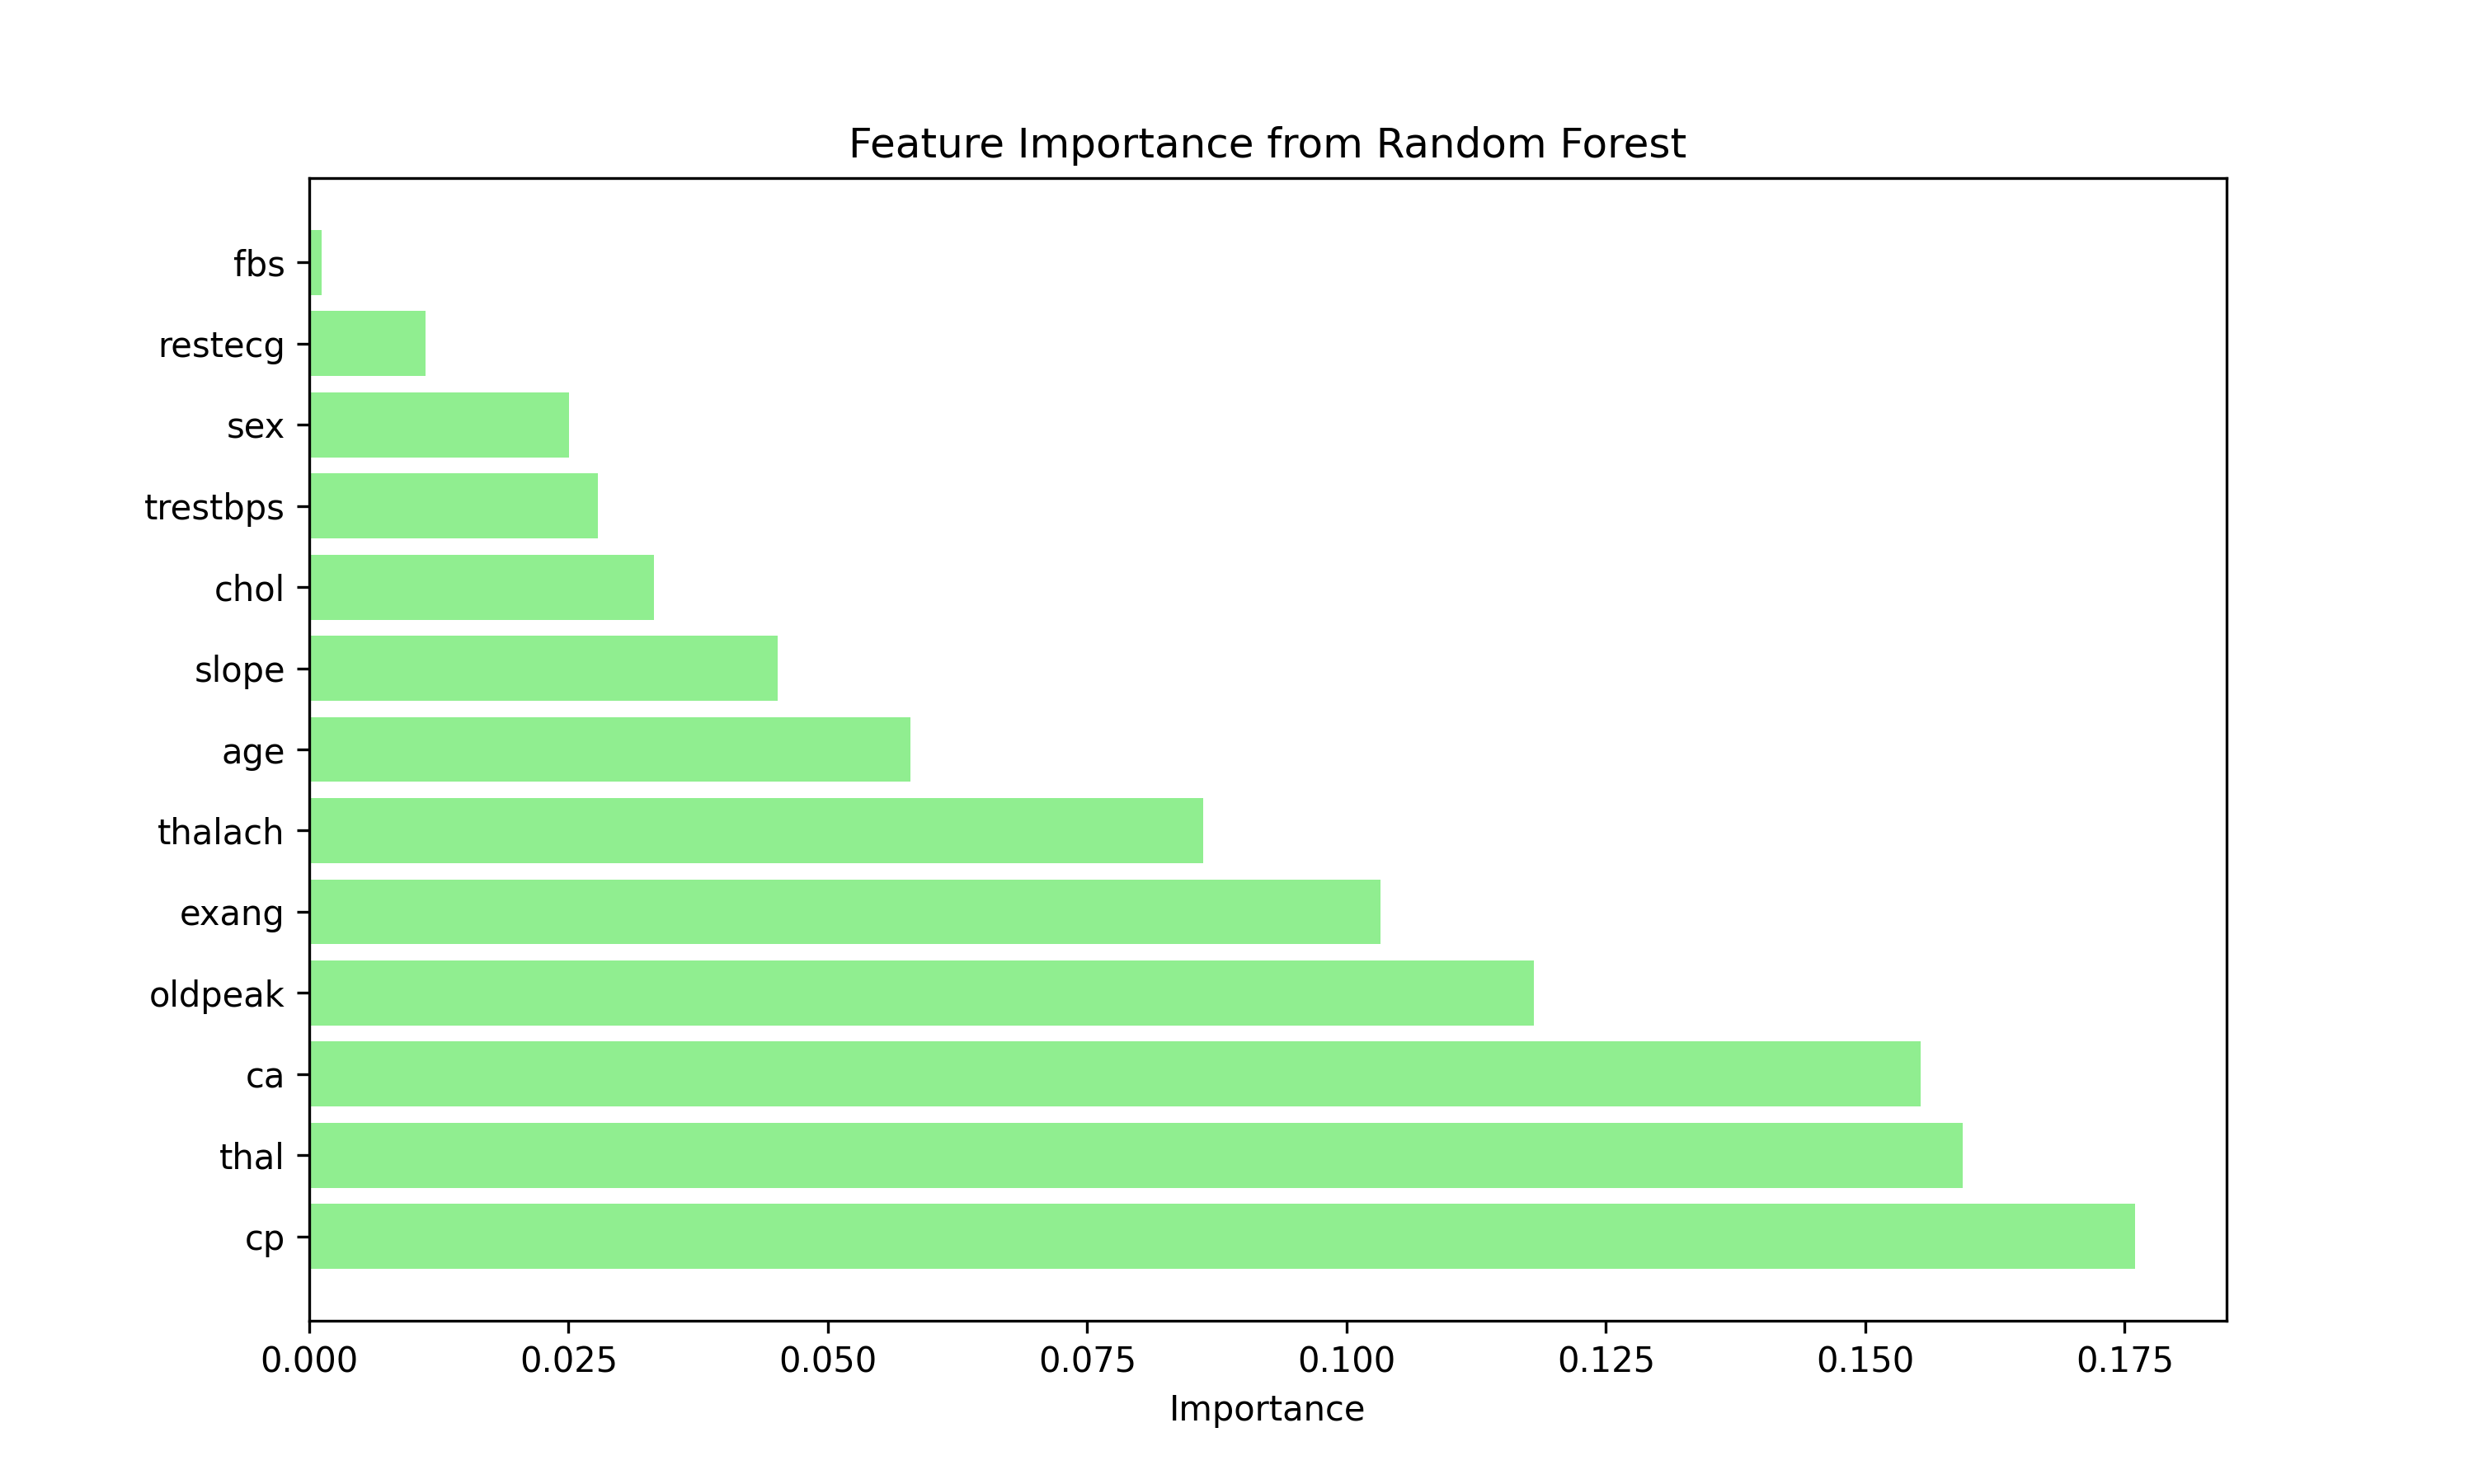 Feature Importance from Random Forest
fbs
restecg
sex
trestbps
chol
slope
age
thalach
exang
oldpeak
ca
thal
cp
0.000 0.025 0.050 0.075 0.100 0.125 0.150 0.175
Importance